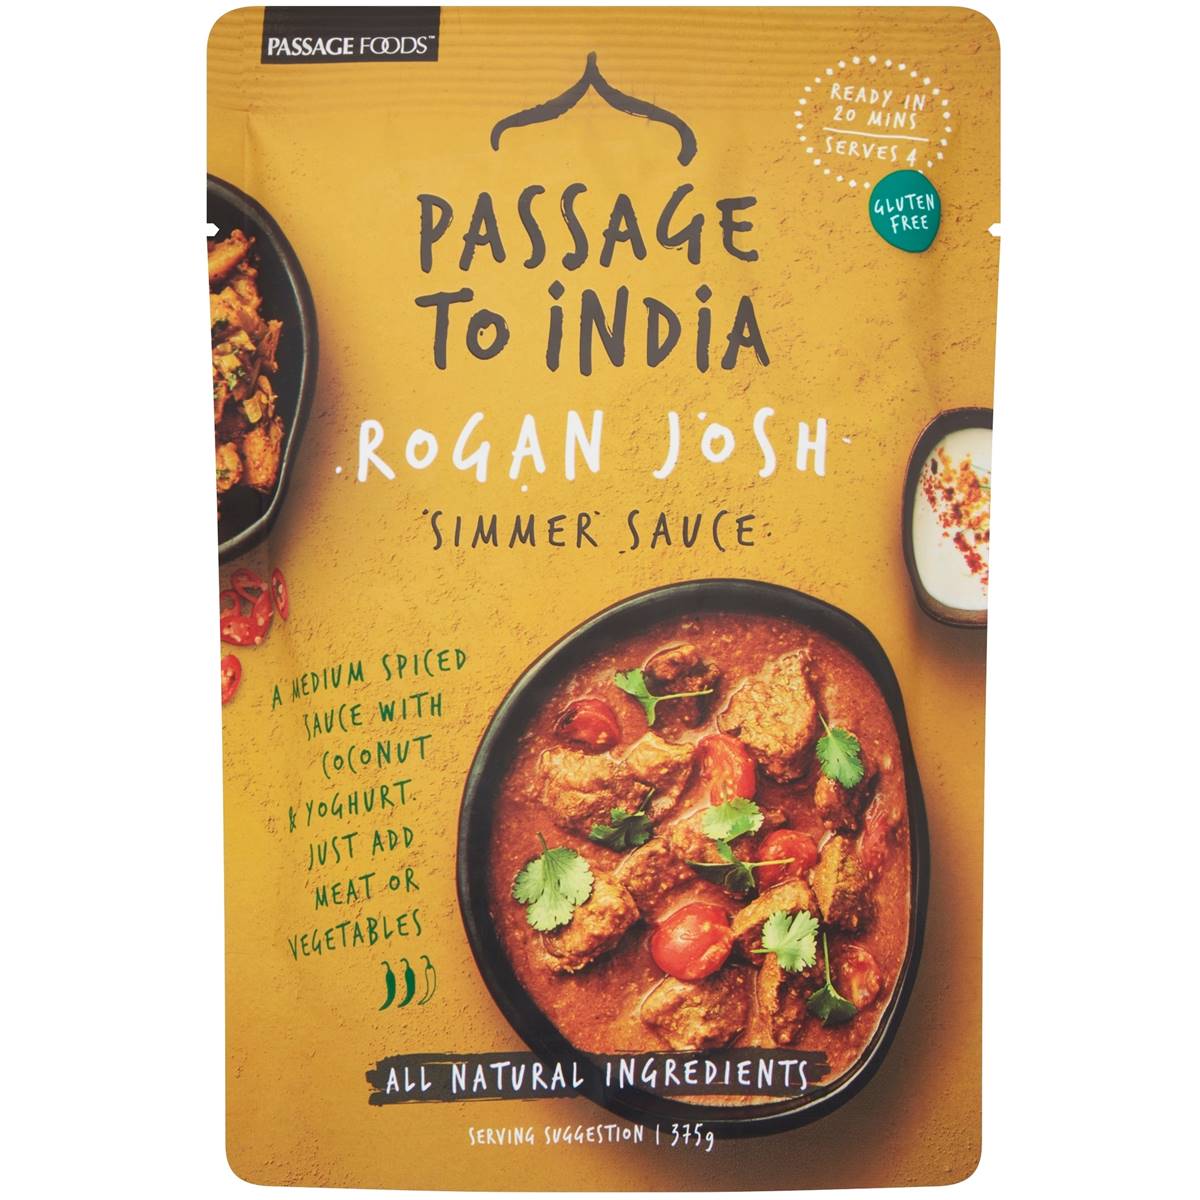 PASSAGE FOODS™
READY IN
20 MINS
SERVES 4
GLUTEN
FREE
PASSAGE
TO INDIA
ROGAN JOSH
SIMMER SAUCE
A MEDIUM SPICED
SAUCE WITH
COCONUT
& YOGHURT.
JUST ADD
MEAT OR
VEGETABLES
ALL NATURAL INGREDIENTS
SERVING SUGGESTION | 375g